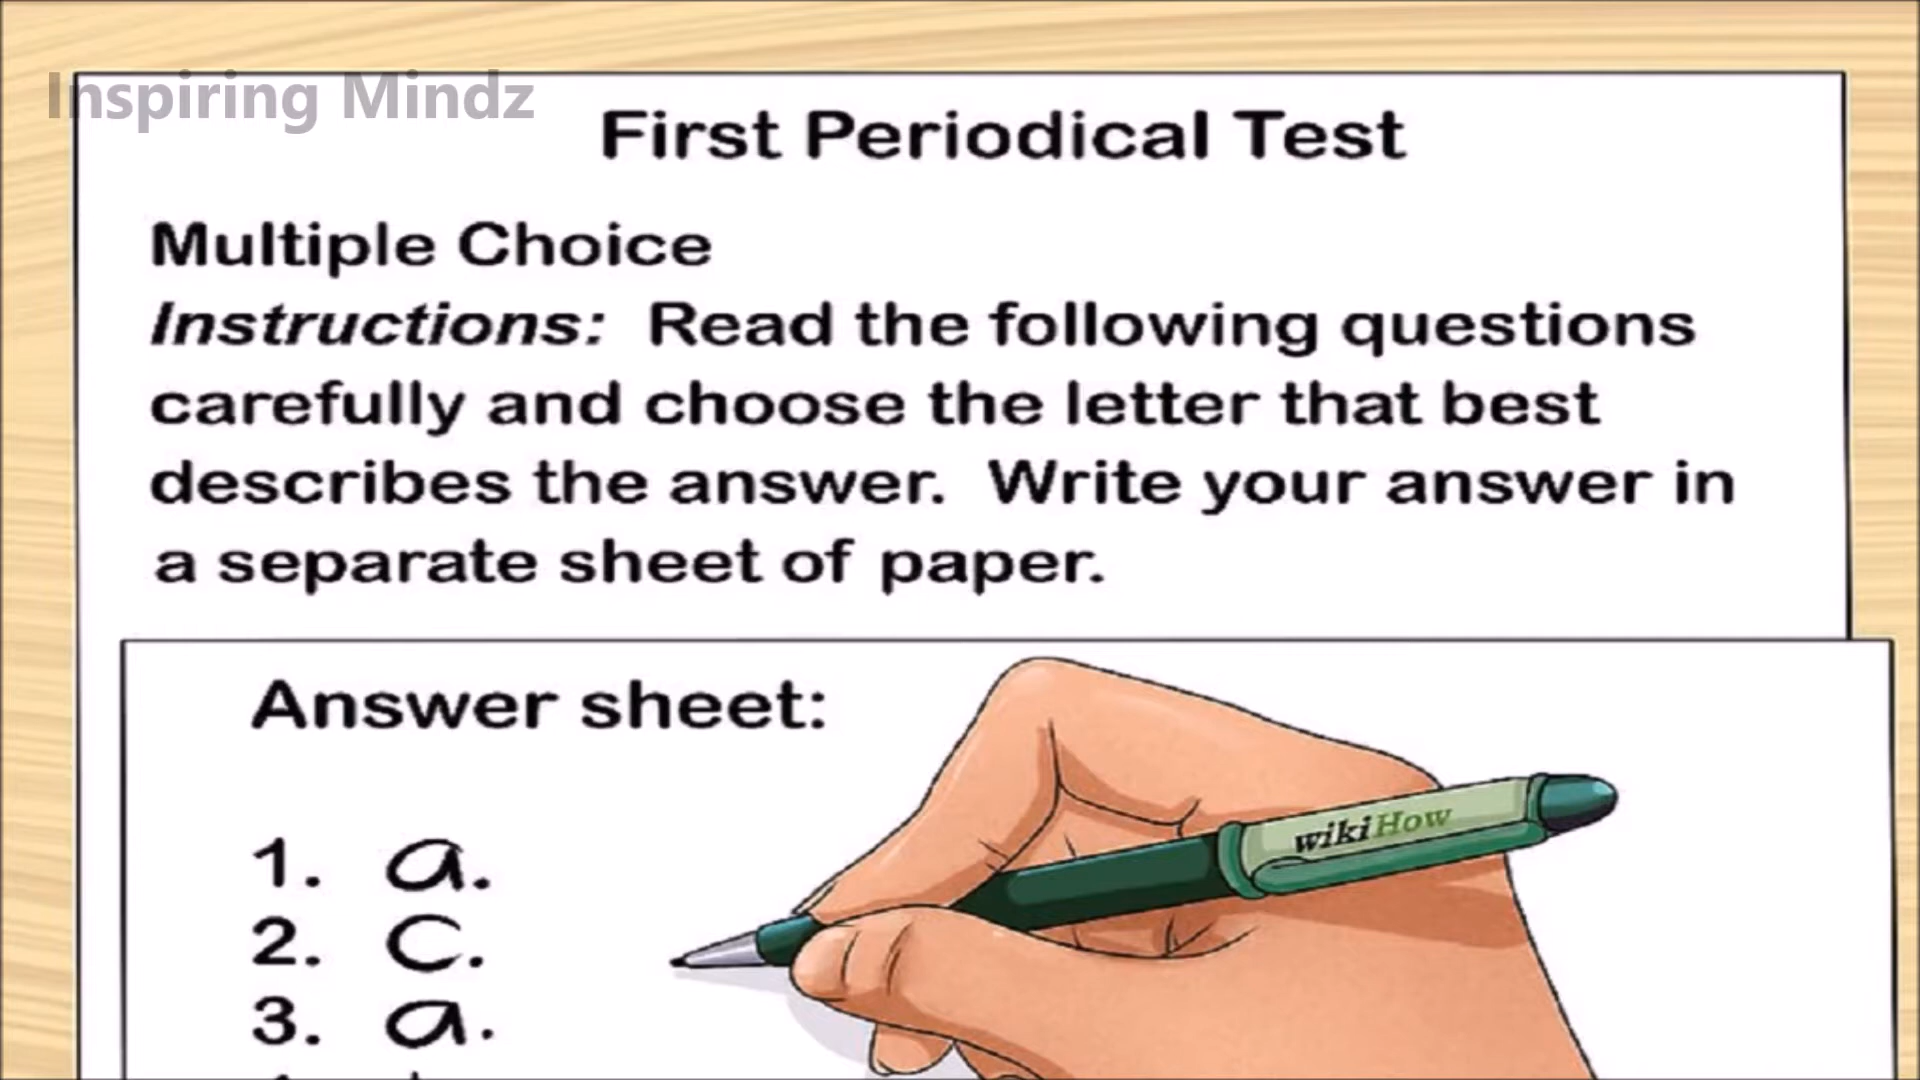 Inspiring Mindz
First Periodical Test
Multiple Choice
Instructions: Read the following questions
carefully and choose the letter that best
describes the answer. Write your answer in
a separate sheet of paper.
Answer sheet:
1. a.
2. c.
3. a.
wikiHow